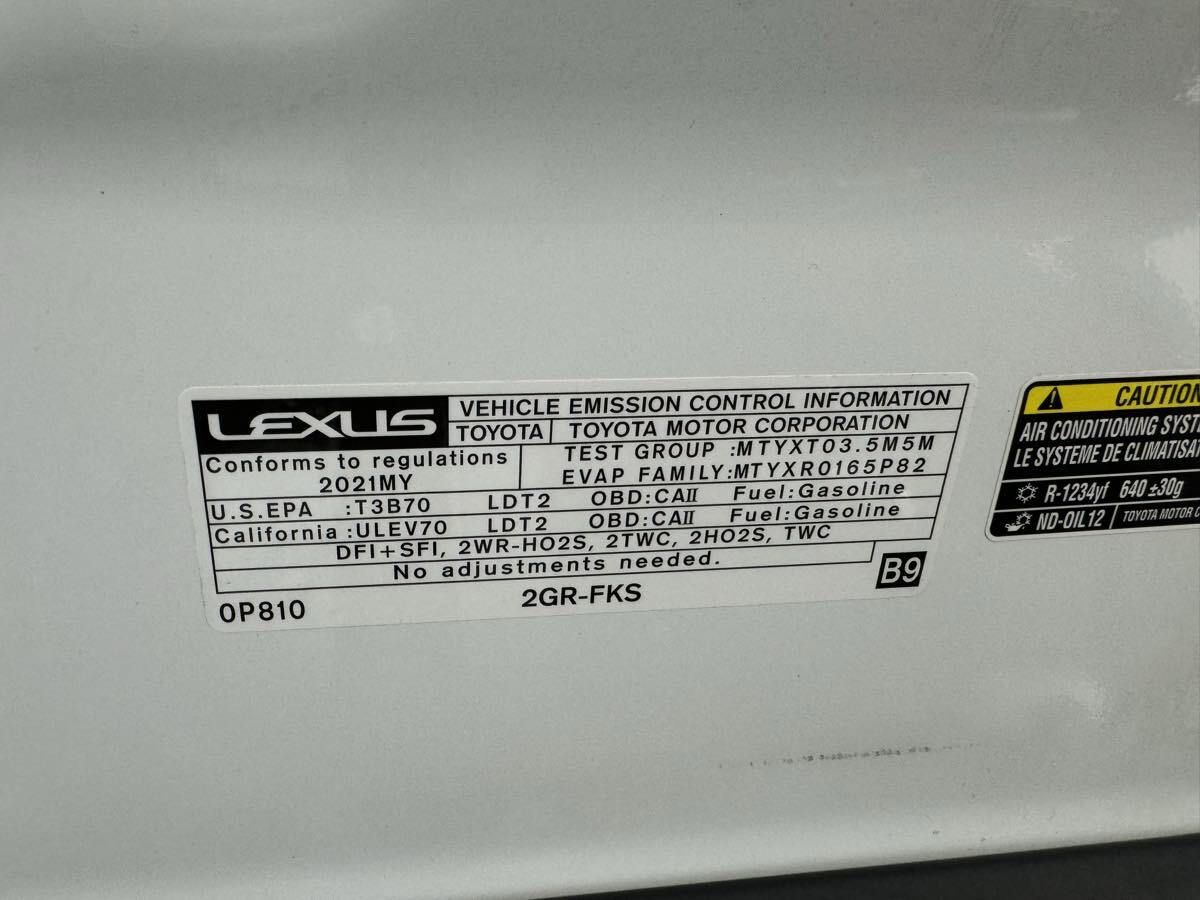 LEXUS
VEHICLE EMISSION CONTROL INFORMATION
TOYOTA
TOYOTA MOTOR CORPORATION
Conforms to regulations
2021MY
TEST GROUP :MTYXT03.5M5M
EVAP FAMILY:MTYXR0165P82
U.S.EPA :T3B70 LDT2 OBD:CAII Fuel:Gasoline
California :ULEV70 LDT2 OBD:CAII Fuel:Gasoline
DFI+SFI, 2WR-HO2S, 2TWC, 2HO2S, TWC
No adjustments needed.
0P810
2GR-FKS
B9
CAUTION
AIR CONDITIONING
LE SYSTEME DE
R-1234yf 640 ±30g
ND-OIL12
TOYOTA MOTOR